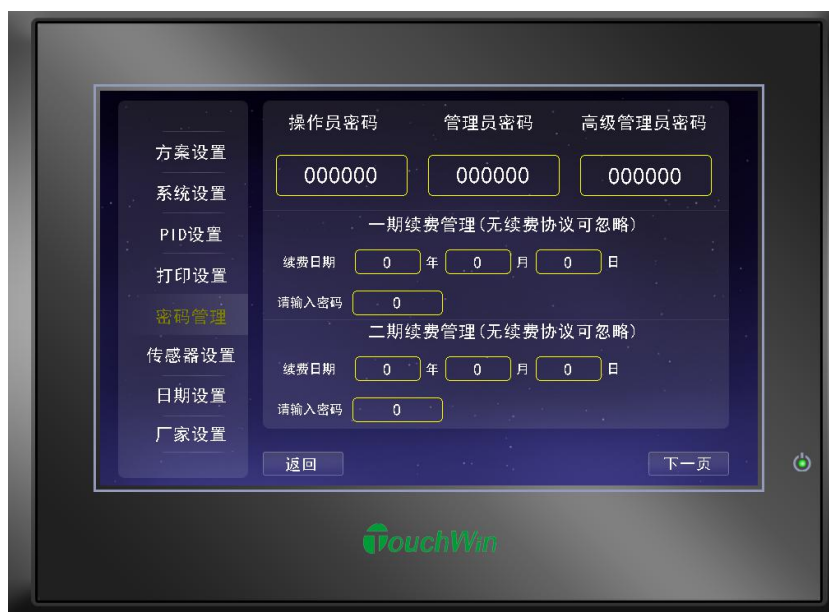 方案设置
系统设置
PID设置
打印设置
密码管理
传感器设置
日期设置
厂家设置
操作员密码 管理员密码 高级管理员密码
000000 000000 000000
一期续费管理(无续费协议可忽略)
续费日期 0 年 0 月 0 日
请输入密码 0
二期续费管理(无续费协议可忽略)
续费日期 0 年 0 月 0 日
请输入密码 0
返回 下一页
TouchWin